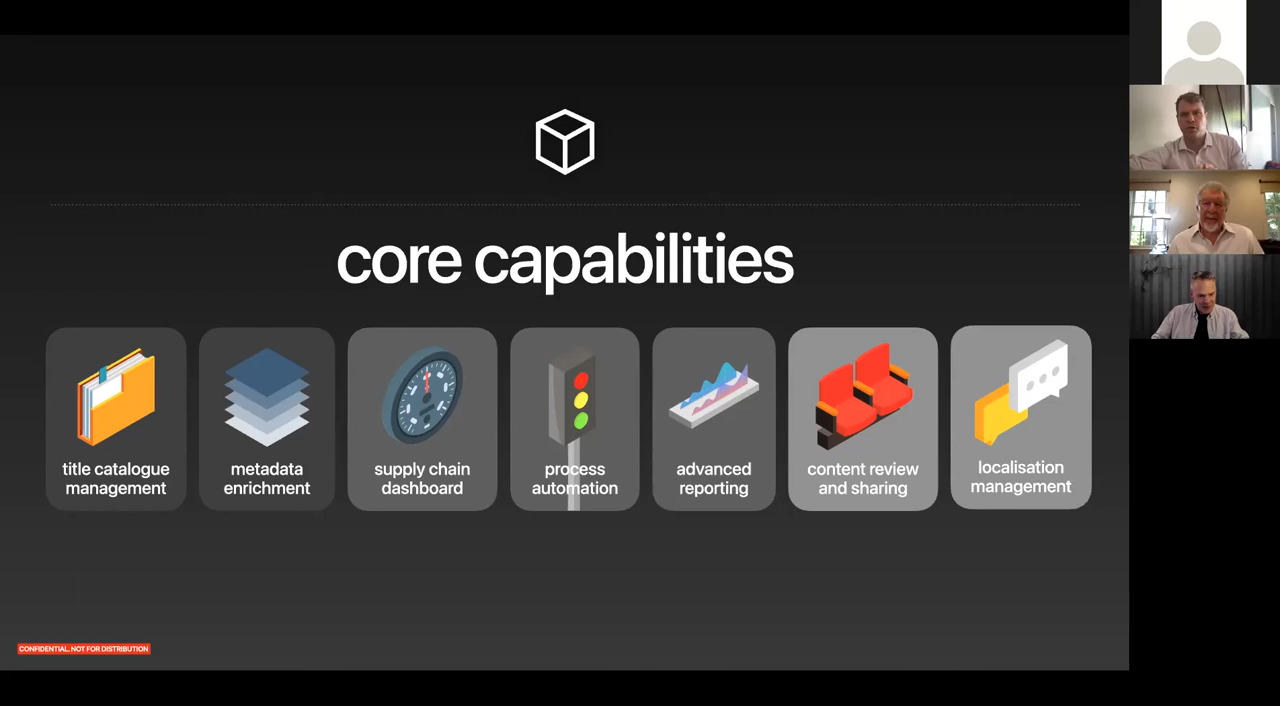 core capabilities
title catalogue
management
metadata
enrichment
supply chain
dashboard
process
automation
advanced
reporting
content review
and sharing
localisation
management
CONFIDENTIAL. NOT FOR DISTRIBUTION